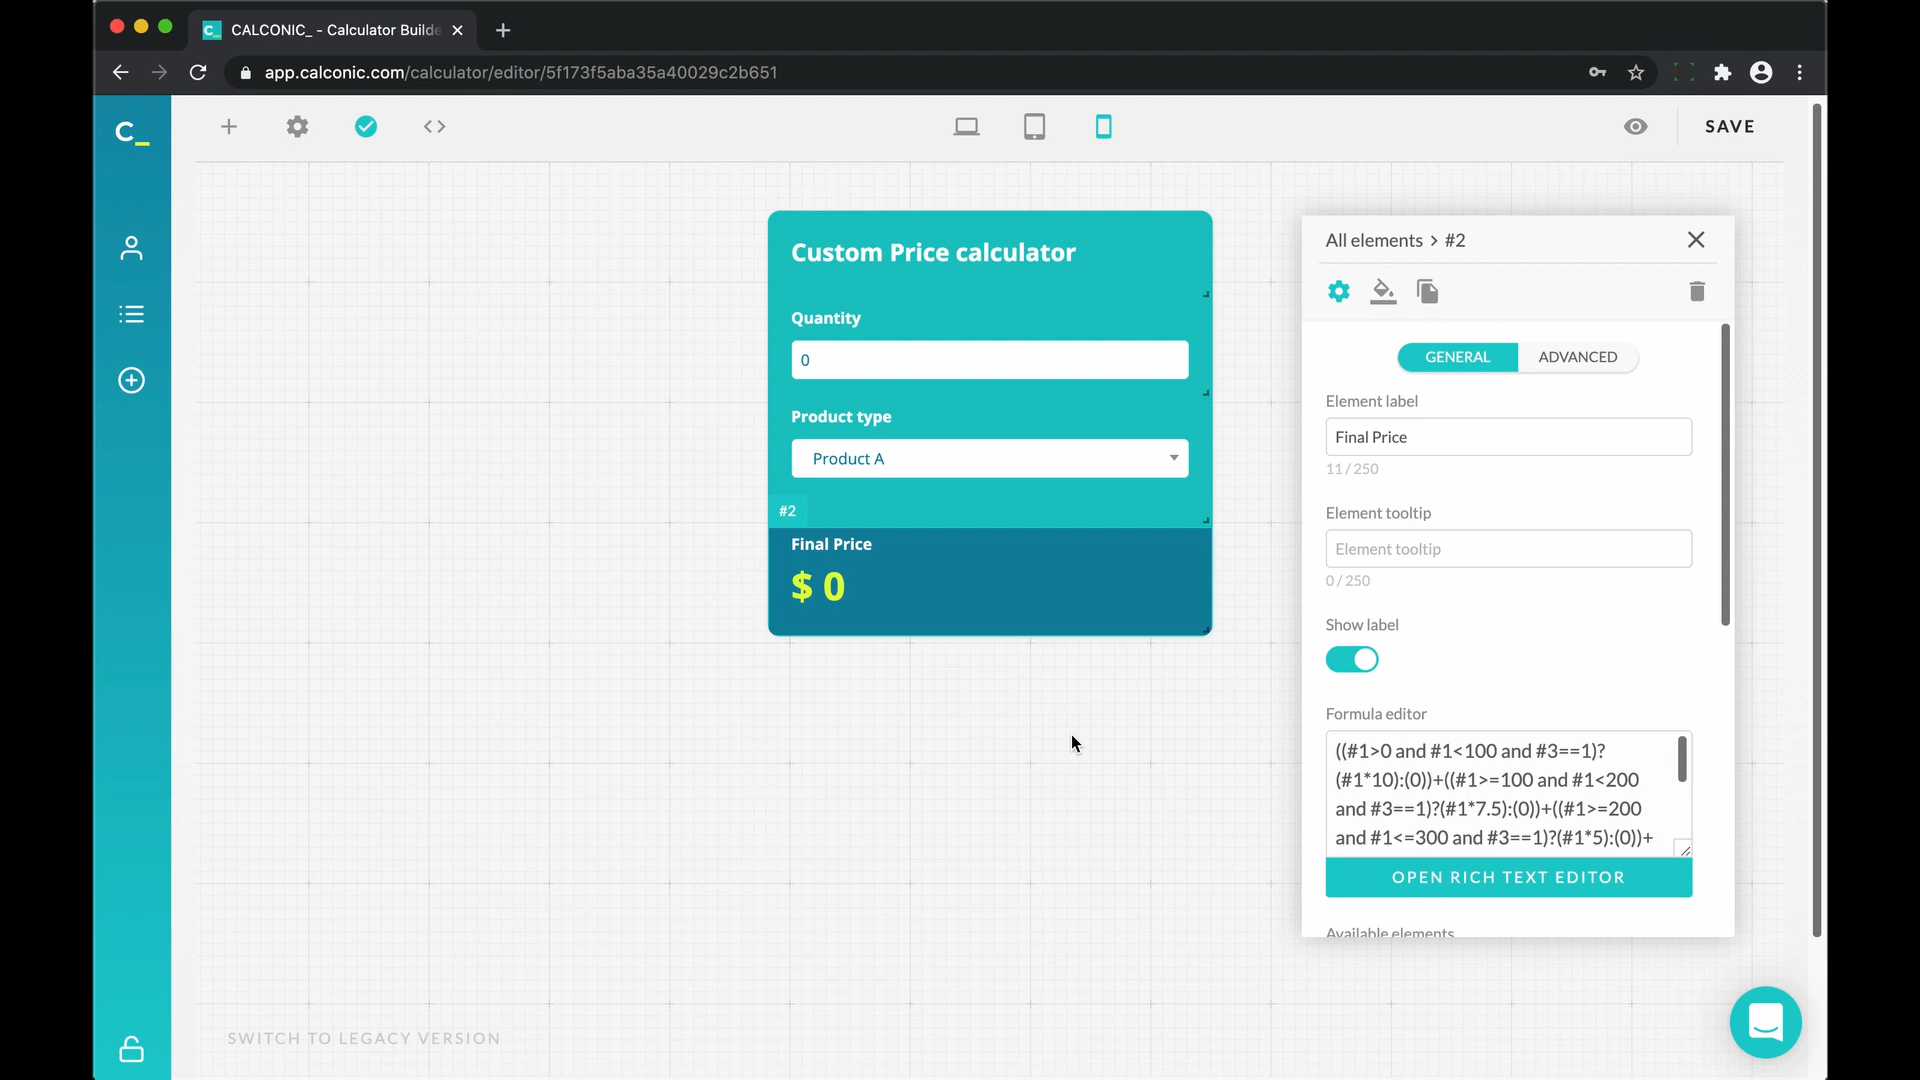 CALCONIC_ - Calculator Builde
app.calconic.com/calculator/editor/5f173f5aba35a40029c2b651
C_
SAVE
Custom Price calculator
Quantity
0
Product type
Product A
#2
Final Price
$ 0
All elements > #2
GENERAL
ADVANCED
Element label
Final Price
11 / 250
Element tooltip
Element tooltip
0 / 250
Show label
Formula editor
((#1>0 and #1<100 and #3==1)?
(#1*10):(0))+((#1>=100 and #1<200
and #3==1)?(#1*7.5):(0))+((#1>=200
and #1<=300 and #3==1)?(#1*5):(0))+
OPEN RICH TEXT EDITOR
Available elements
SWITCH TO LEGACY VERSION